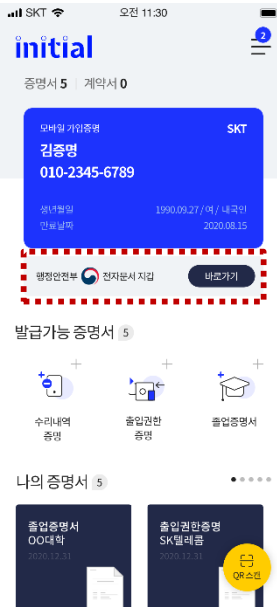 SKT 오전 11:30
initial
2
증명서 5 계약서 0
모바일 가입증명 SKT
김증명
010-2345-6789
생년월일 1990.09.27 / 여 / 내국인
만료날짜 2020.08.15
행정안전부 전자문서 지갑 바로가기
발급가능 증명서 5
수리내역
증명
출입권한
증명
졸업증명서
나의 증명서 5
졸업증명서
OO대학
2020.12.31
출입권한증명
SK텔레콤
2020.12.31
QR스캔